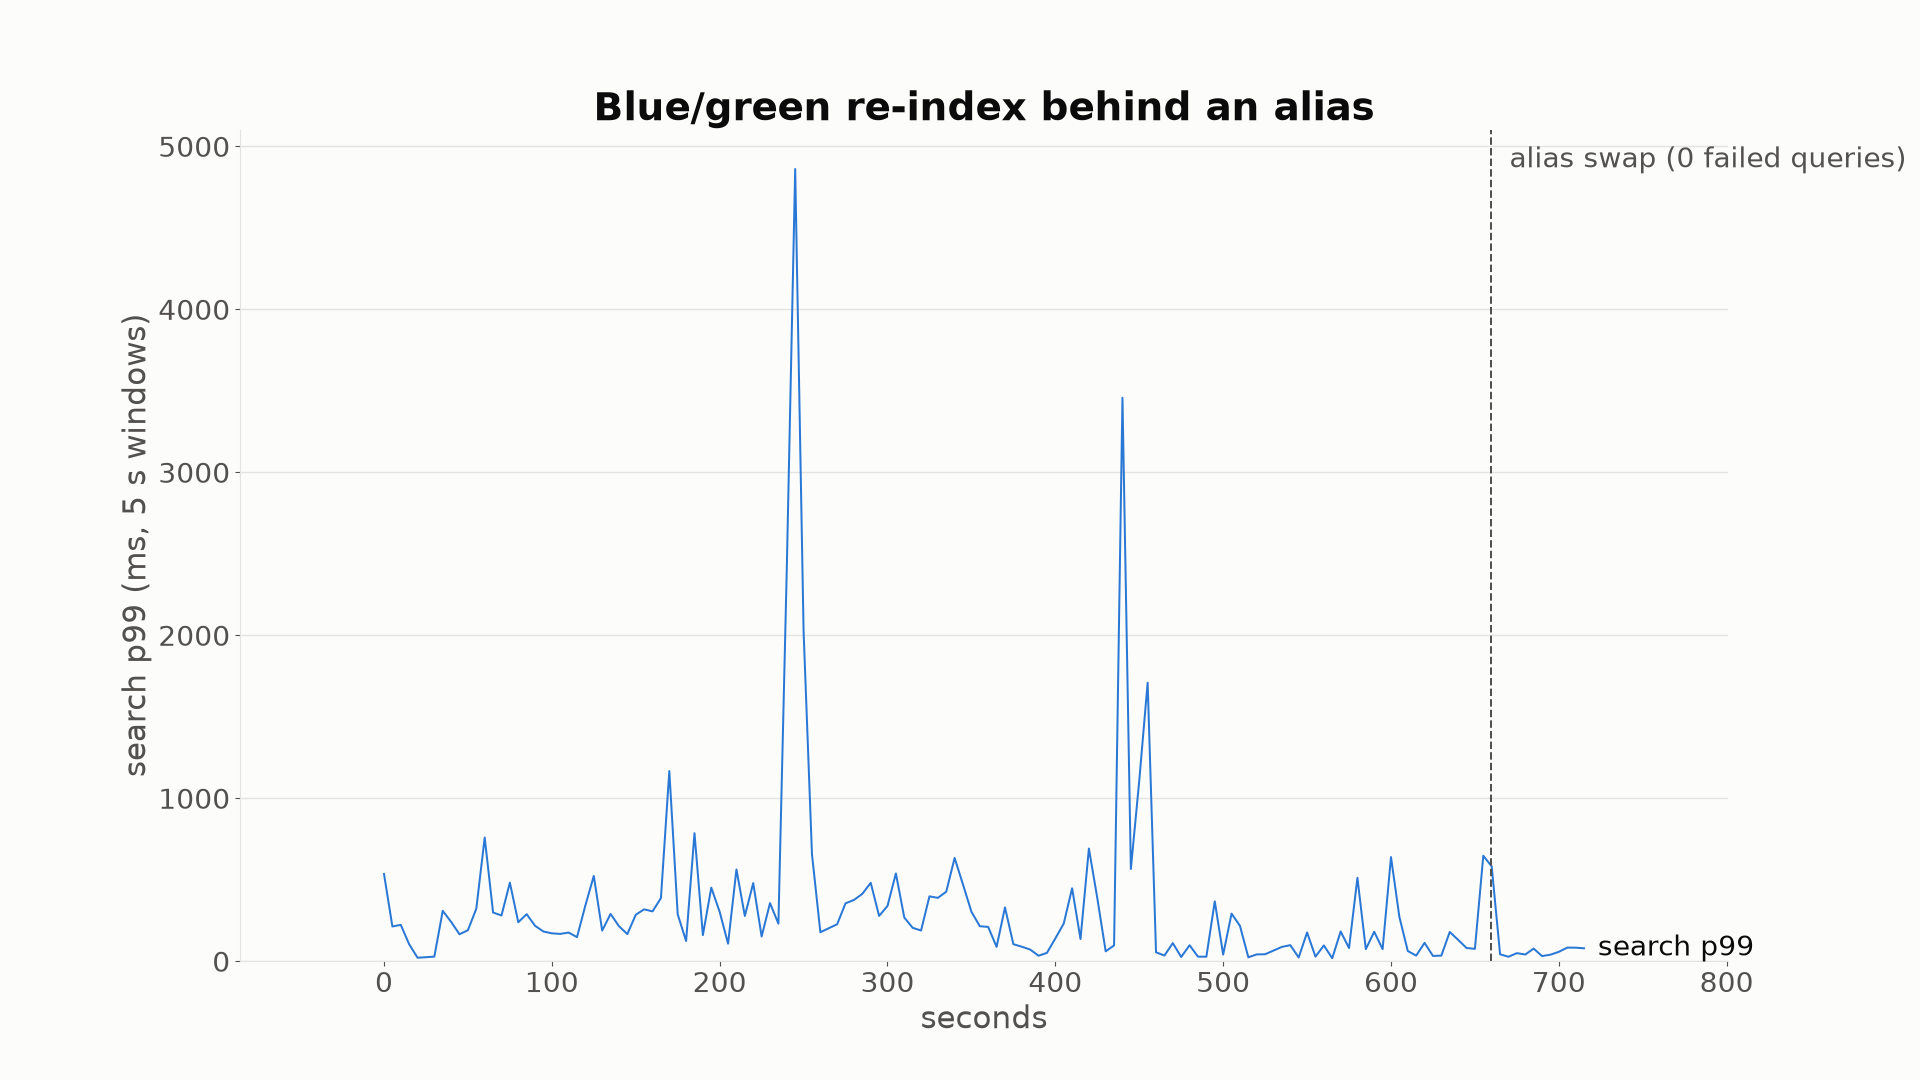 Blue/green re-index behind an alias
alias swap (0 failed queries)
search p99 (ms, 5 s windows)
5000
4000
3000
2000
1000
0
search p99
0 100 200 300 400 500 600 700 800
seconds